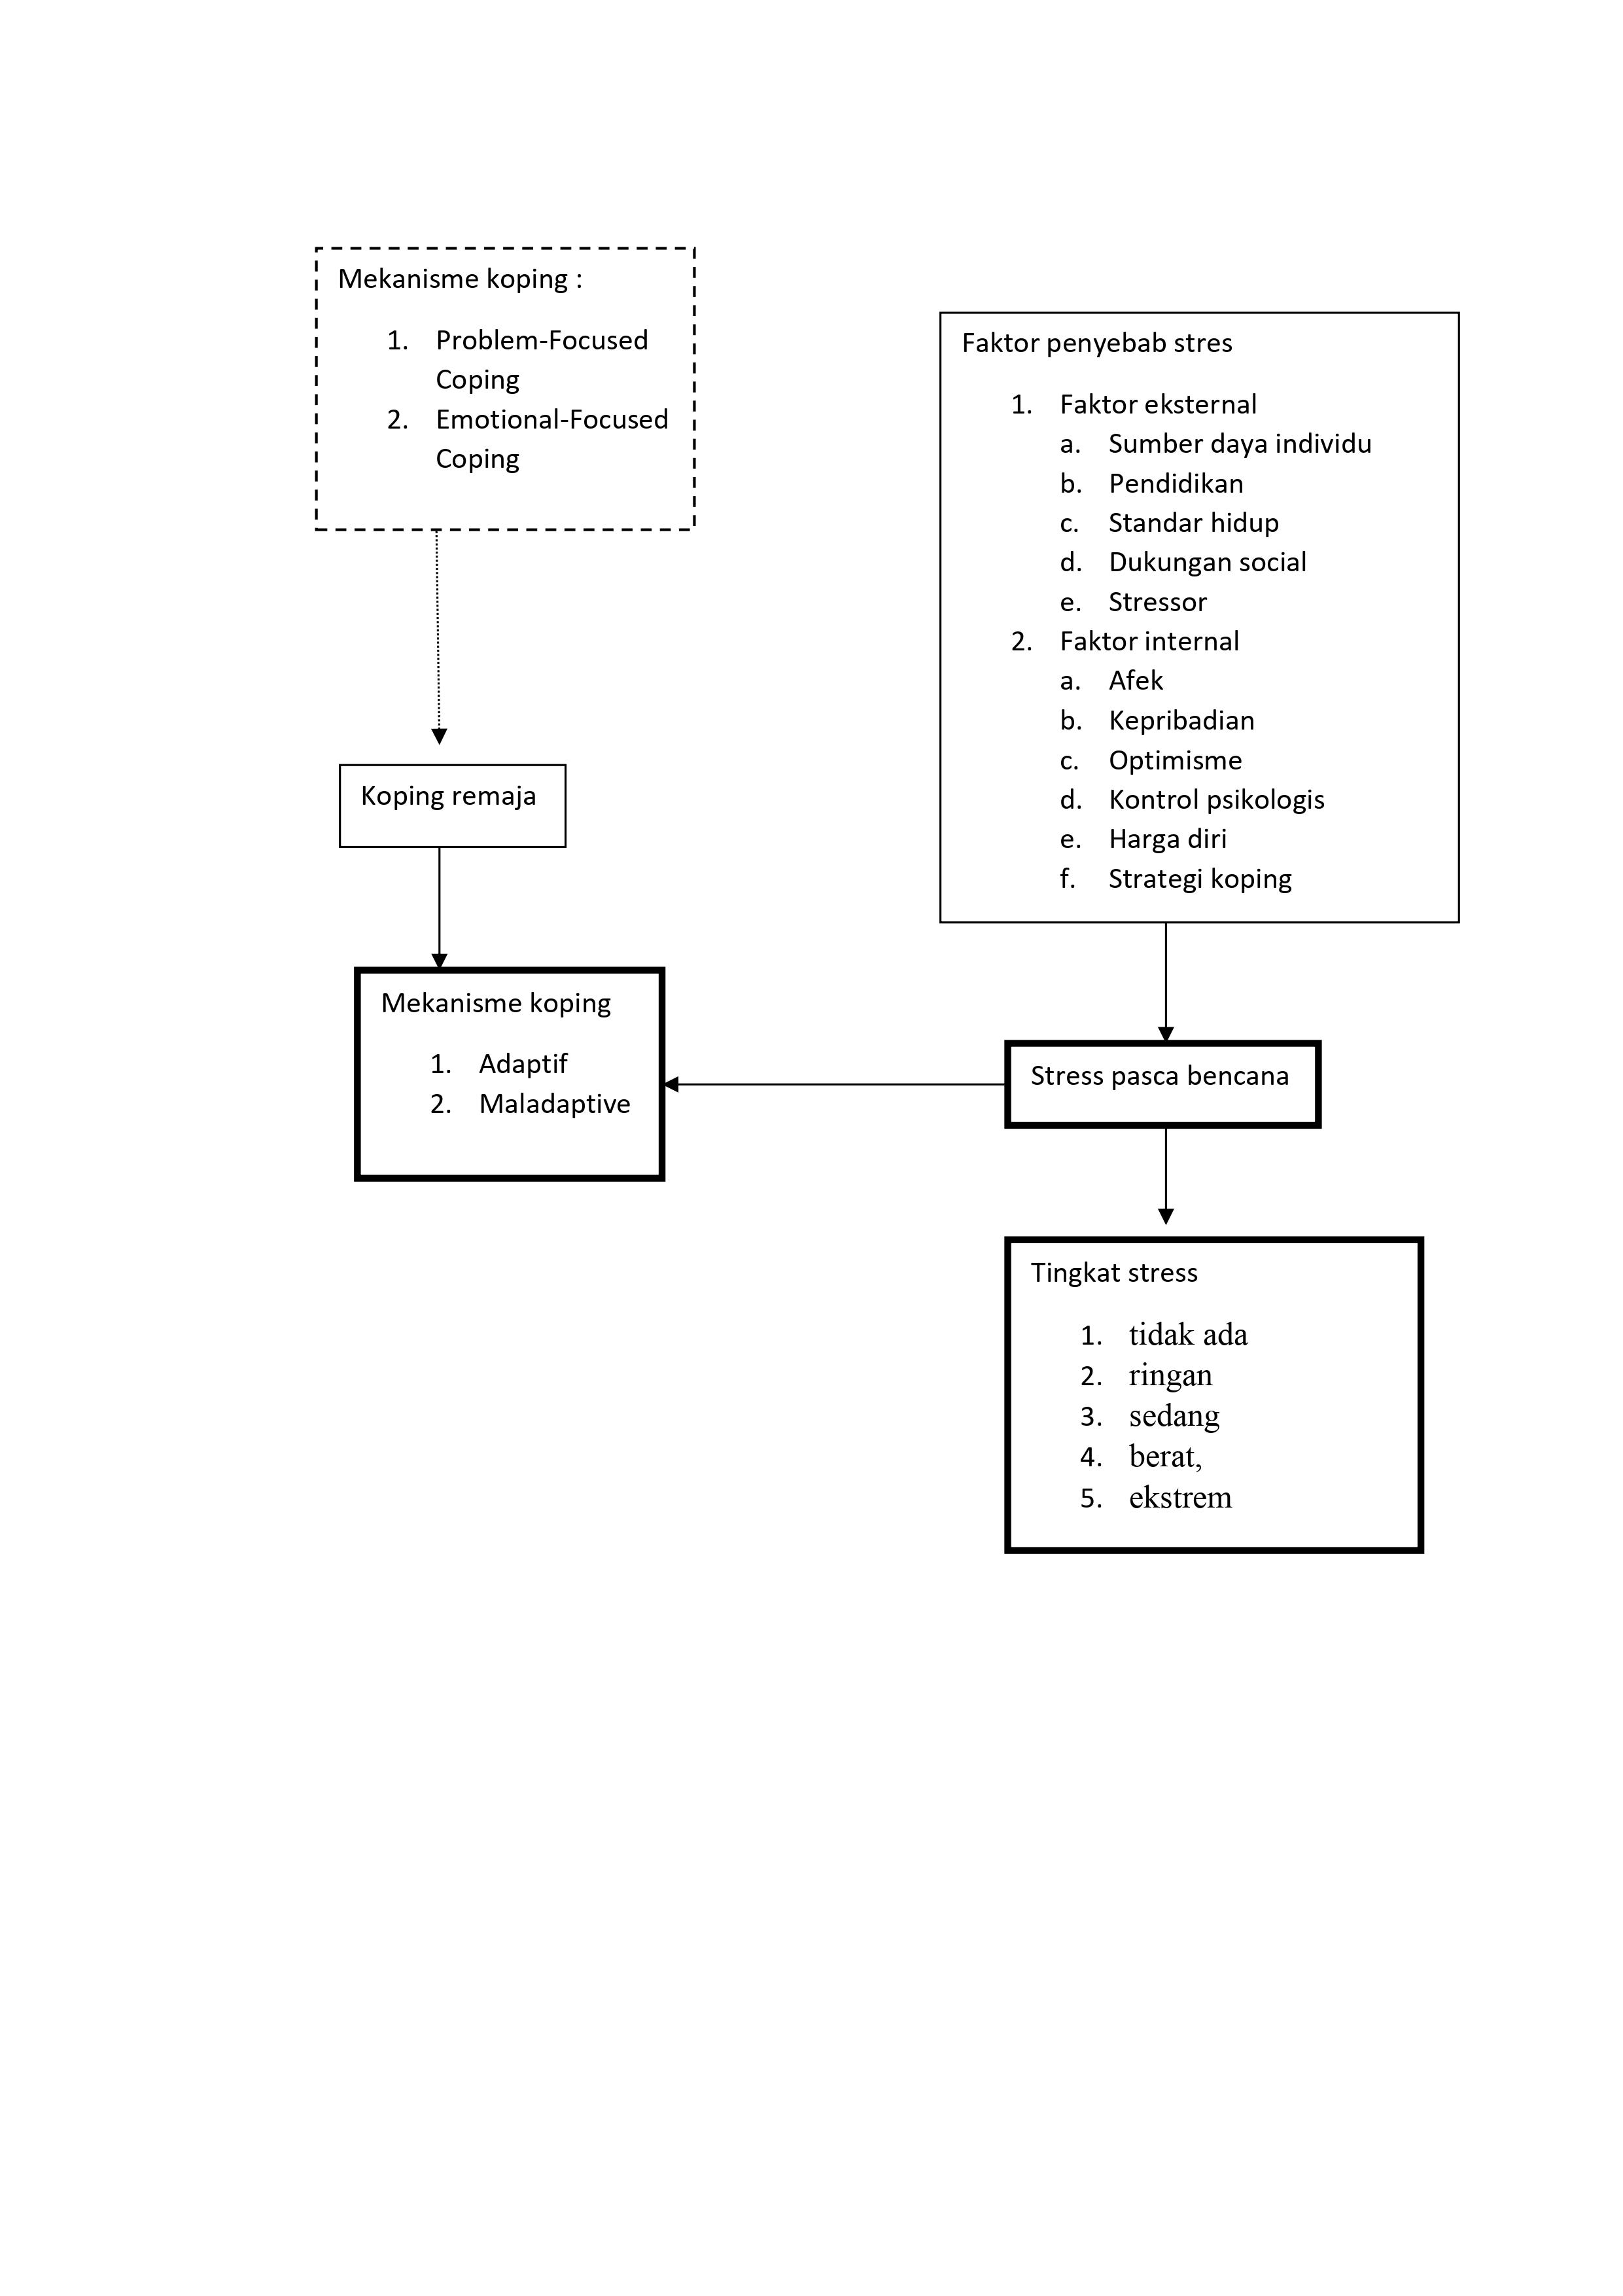 Mekanisme koping :
1. Problem-Focused
Coping
2. Emotional-Focused
Coping
Koping remaja
Mekanisme koping
1. Adaptif
2. Maladaptive
Faktor penyebab stres
1. Faktor eksternal
a. Sumber daya individu
b. Pendidikan
c. Standar hidup
d. Dukungan social
e. Stressor
2. Faktor internal
a. Afek
b. Kepribadian
c. Optimisme
d. Kontrol psikologis
e. Harga diri
f. Strategi koping
Stress pasca bencana
Tingkat stress
1. tidak ada
2. ringan
3. sedang
4. berat,
5. ekstrem